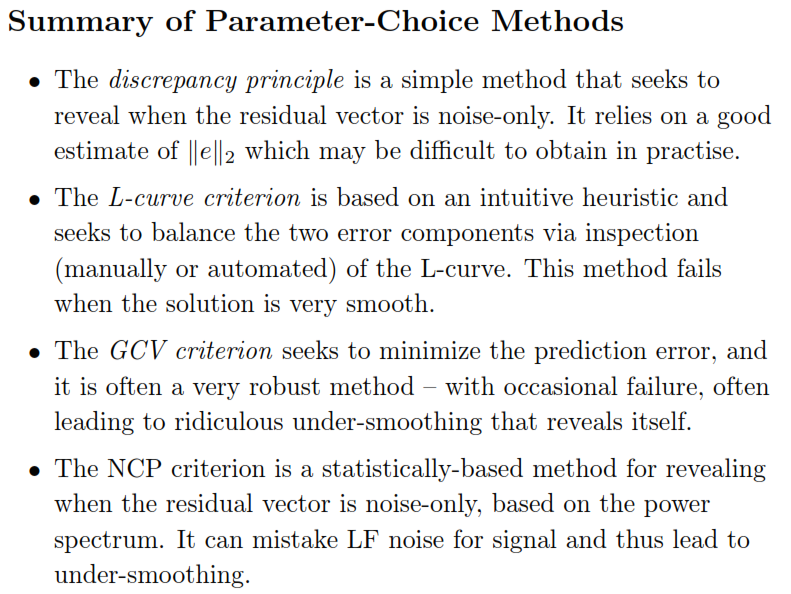 Summary of Parameter-Choice Methods
• The discrepancy principle is a simple method that seeks to
reveal when the residual vector is noise-only. It relies on a good
estimate of ‖e‖₂ which may be difficult to obtain in practise.
• The L-curve criterion is based on an intuitive heuristic and
seeks to balance the two error components via inspection
(manually or automated) of the L-curve. This method fails
when the solution is very smooth.
• The GCV criterion seeks to minimize the prediction error, and
it is often a very robust method – with occasional failure, often
leading to ridiculous under-smoothing that reveals itself.
• The NCP criterion is a statistically-based method for revealing
when the residual vector is noise-only, based on the power
spectrum. It can mistake LF noise for signal and thus lead to
under-smoothing.